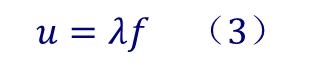 u = λf （3）